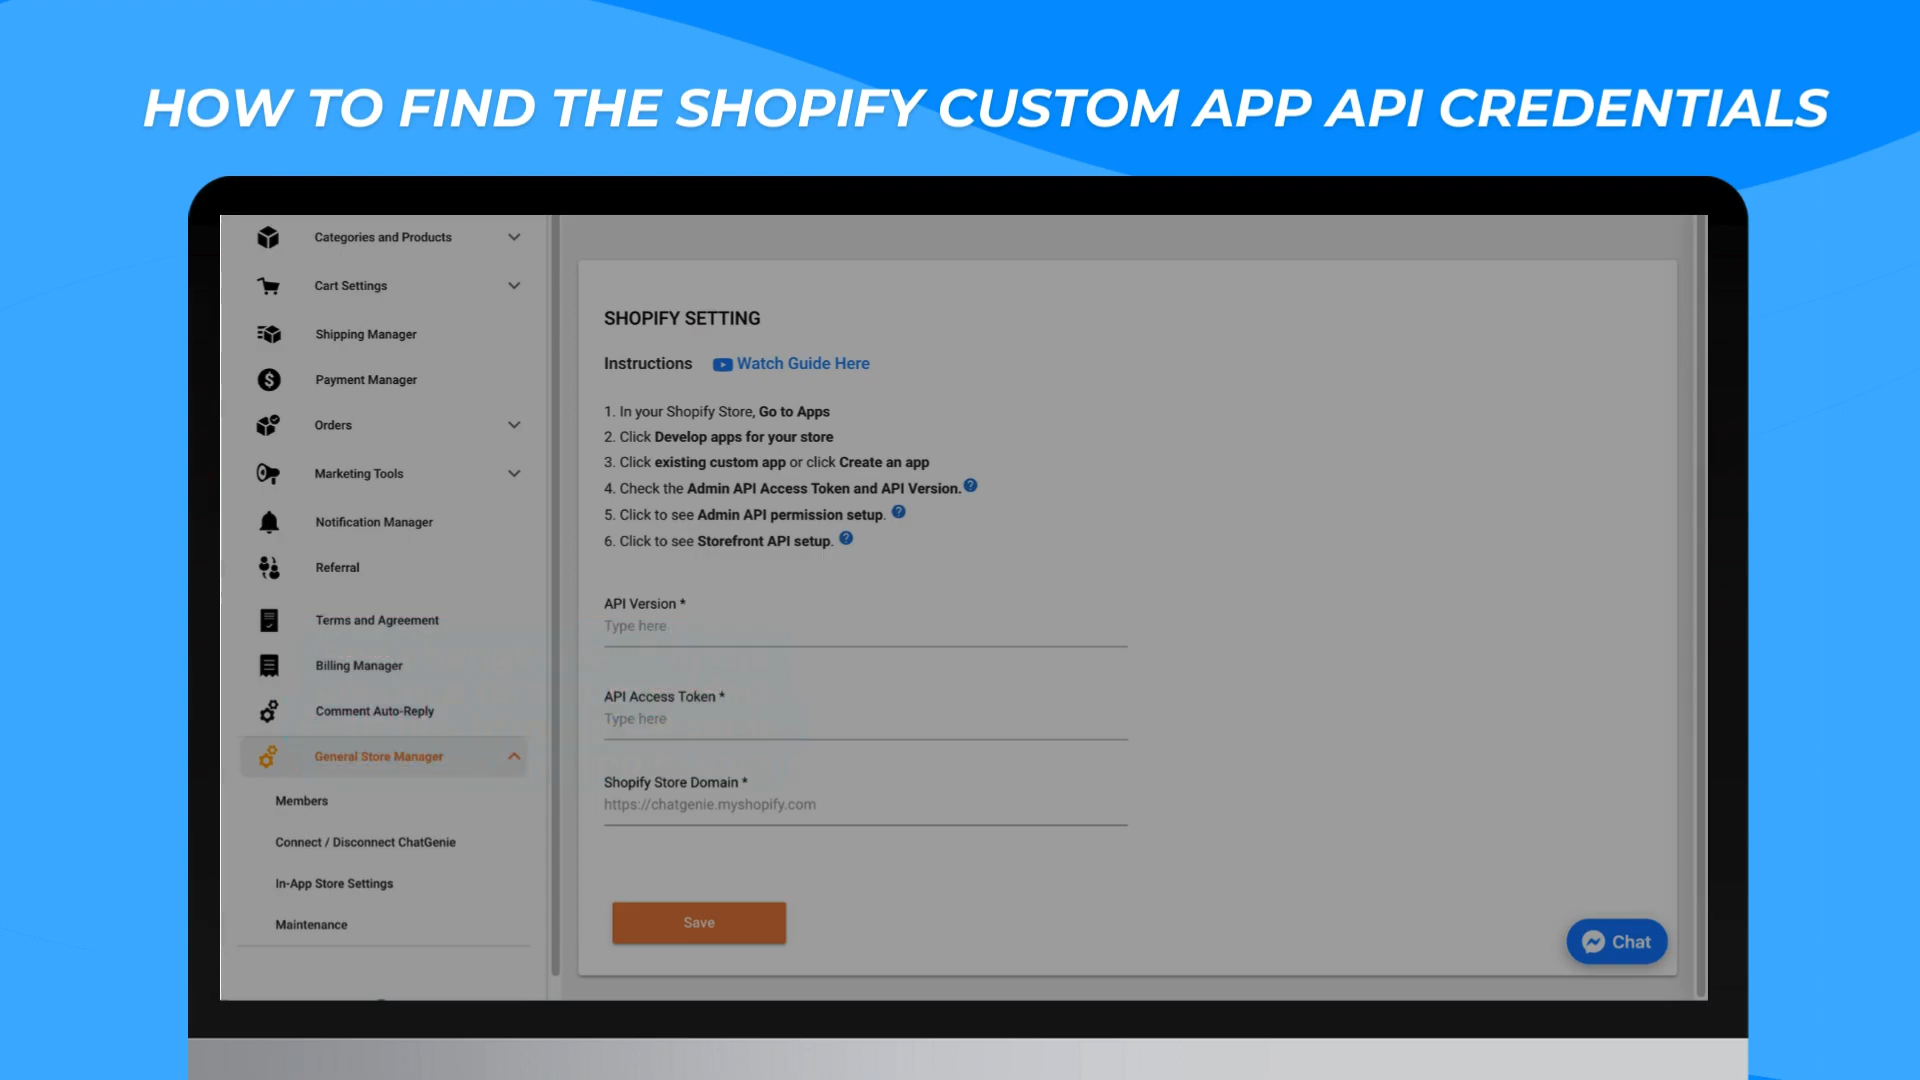 HOW TO FIND THE SHOPIFY CUSTOM APP API CREDENTIALS
Categories and Products
Cart Settings
Shipping Manager
Payment Manager
Orders
Marketing Tools
Notification Manager
Referral
Terms and Agreement
Billing Manager
Comment Auto-Reply
General Store Manager
Members
Connect / Disconnect ChatGenie
In-App Store Settings
Maintenance
SHOPIFY SETTING
Instructions Watch Guide Here
1. In your Shopify Store, Go to Apps
2. Click Develop apps for your store
3. Click existing custom app or click Create an app
4. Check the Admin API Access Token and API Version. ?
5. Click to see Admin API permission setup. ?
6. Click to see Storefront API setup. ?
API Version *
Type here
API Access Token *
Type here
Shopify Store Domain *
https://chatgenie.myshopify.com
Save
Chat